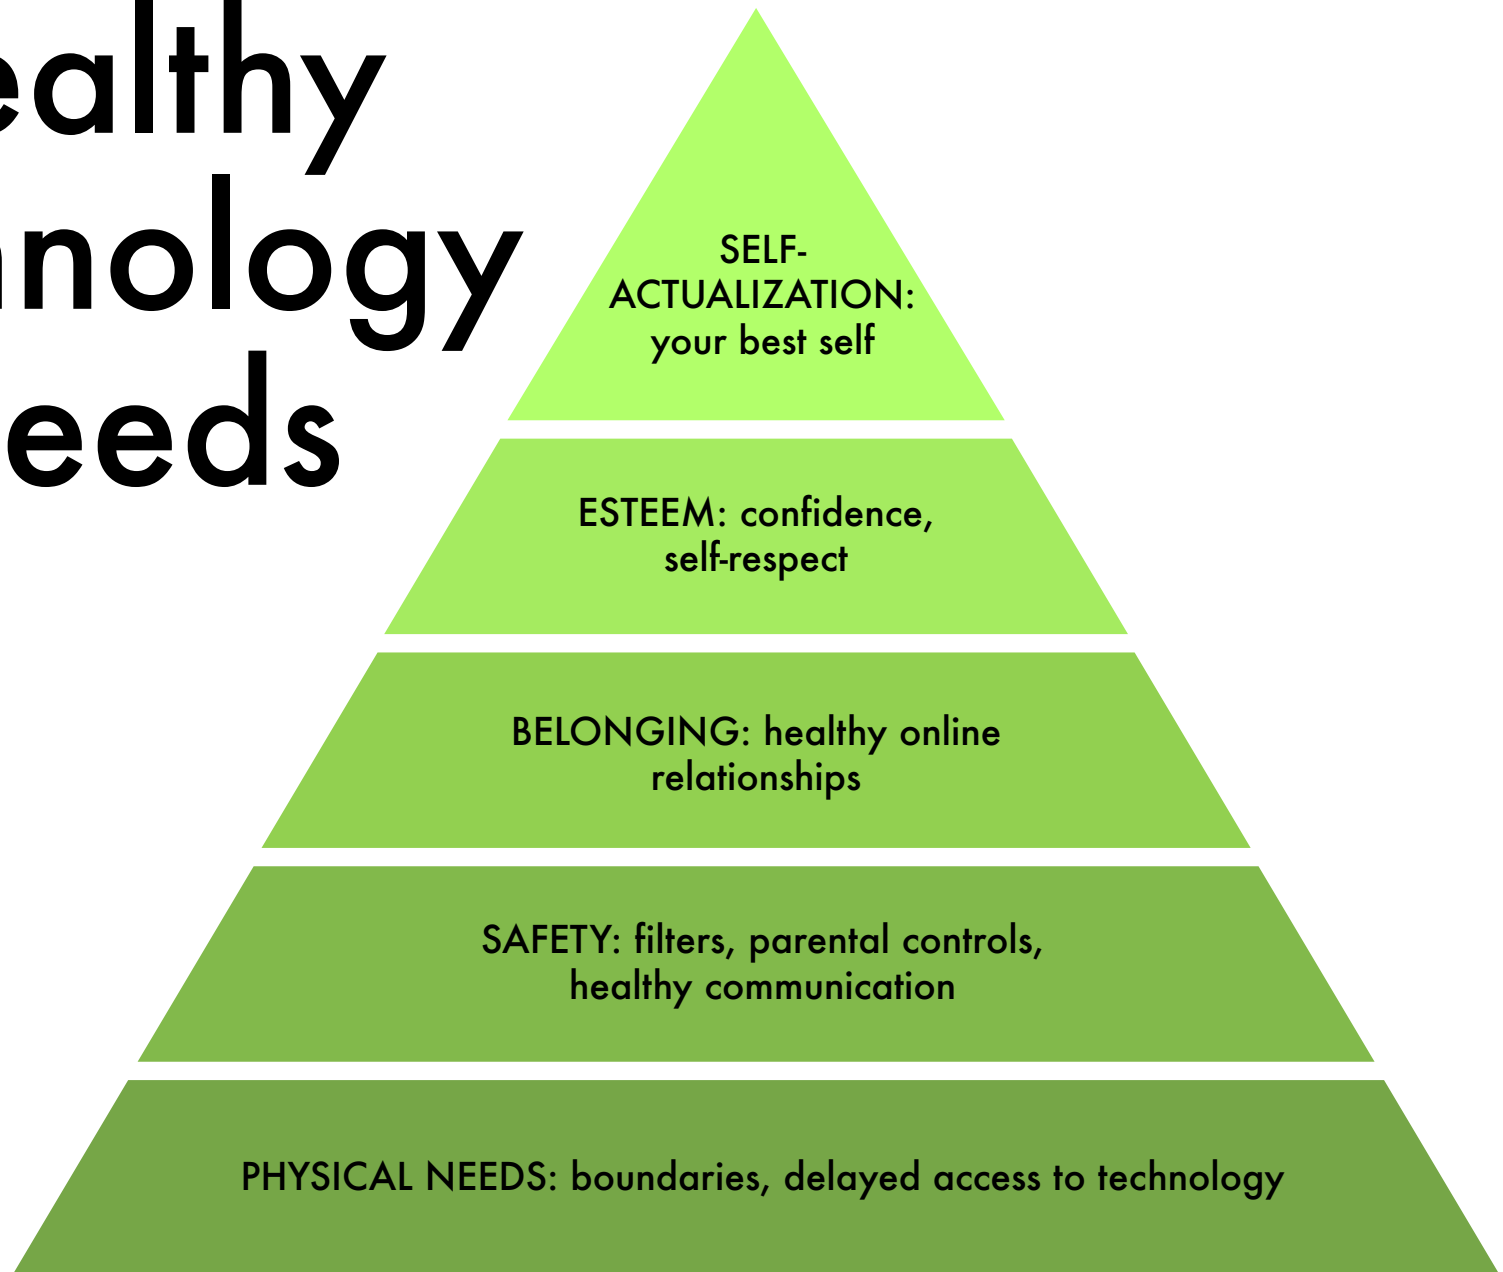 ealthy
nology
eeds
SELF-
ACTUALIZATION:
your best self
ESTEEM: confidence,
self-respect
BELONGING: healthy online
relationships
SAFETY: filters, parental controls,
healthy communication
PHYSICAL NEEDS: boundaries, delayed access to technology